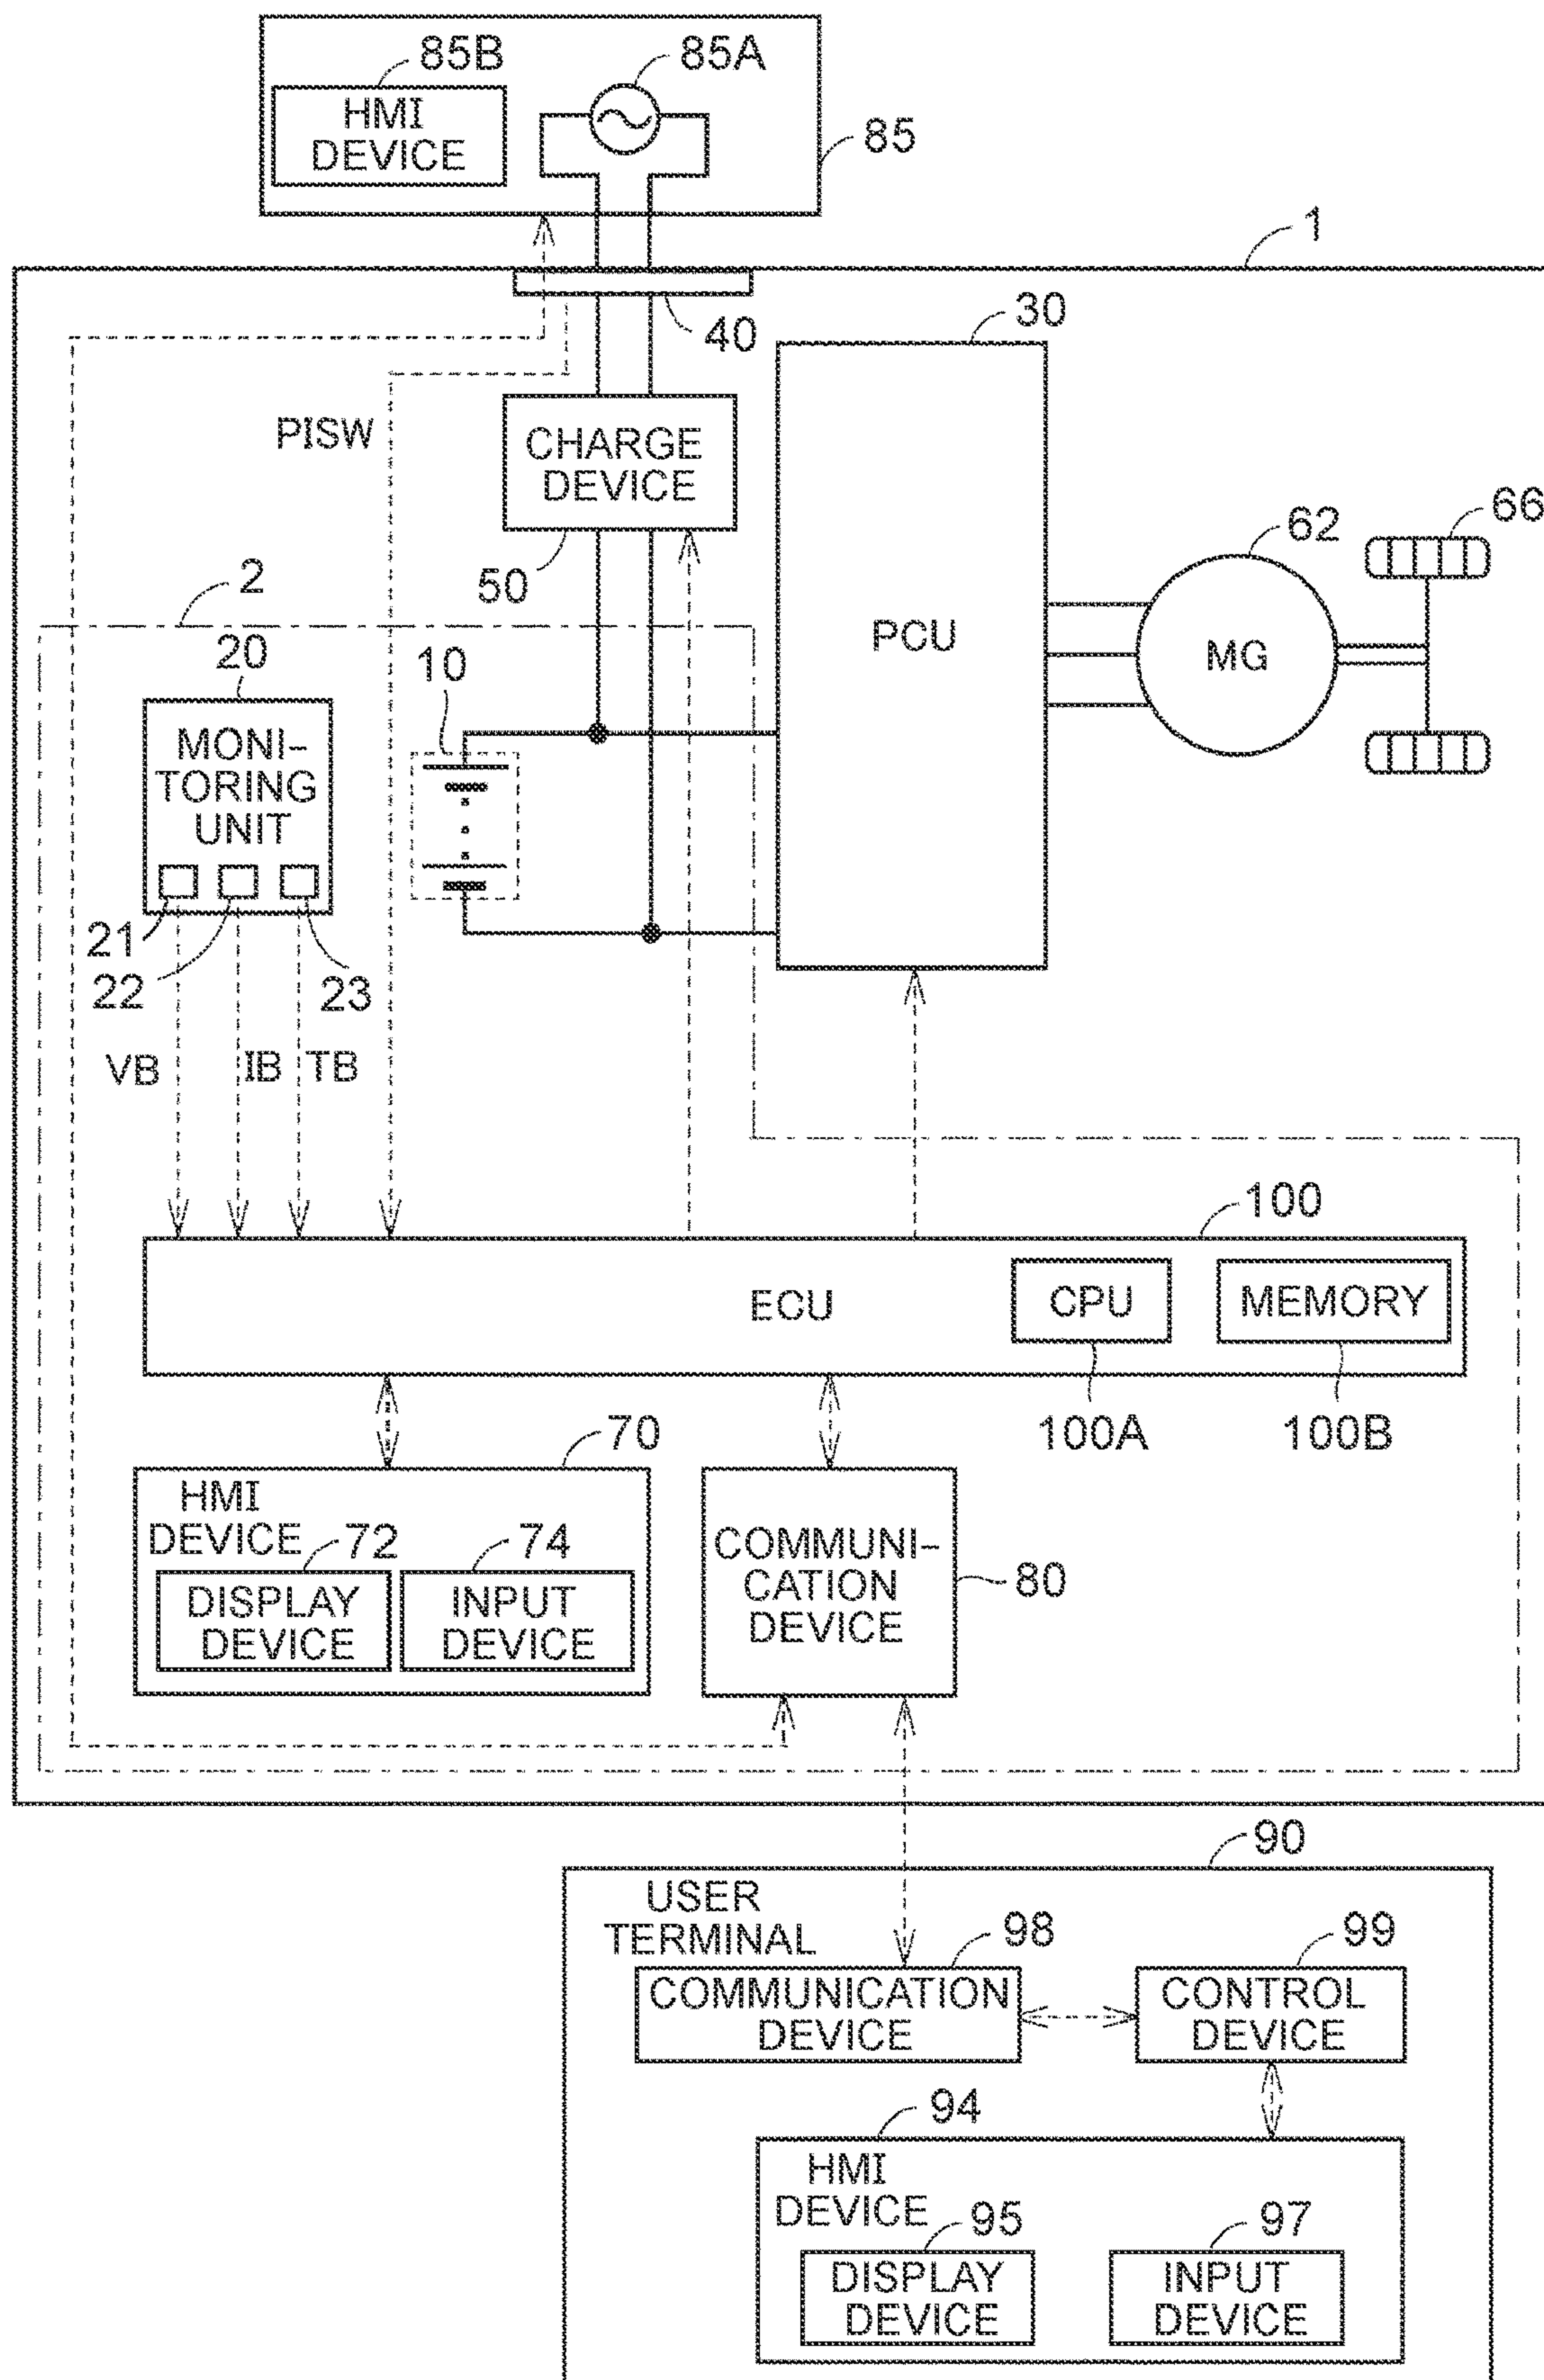 85B
85A
HMI
DEVICE
85
1
40
30
PISW
CHARGE
DEVICE
50
66
62
2
PCU
MG
20
10
MONI-
TORING
UNIT
21
22
23
VB
IB
TB
100
ECU
CPU
MEMORY
100A
100B
70
HMI
DEVICE
72
74
DISPLAY
DEVICE
INPUT
DEVICE
COMMUNI-
CATION
DEVICE
80
90
USER
TERMINAL
98
99
COMMUNICATION
DEVICE
CONTROL
DEVICE
94
HMI
DEVICE
95
97
DISPLAY
DEVICE
INPUT
DEVICE